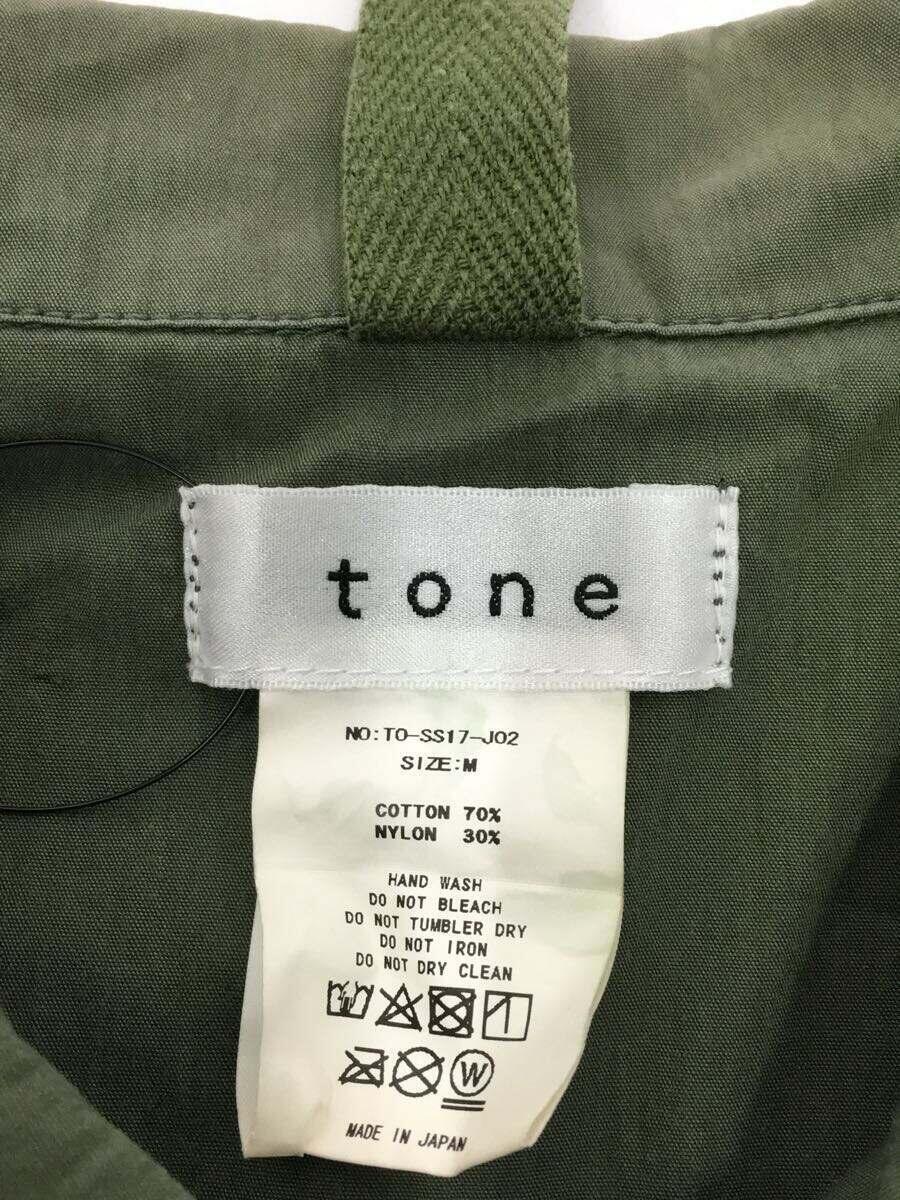 tone
NO:TO-SS17-J02
SIZE:M
COTTON 70%
NYLON 30%
HAND WASH
DO NOT BLEACH
DO NOT TUMBLER DRY
DO NOT IRON
DO NOT DRY CLEAN
W
MADE IN JAPAN